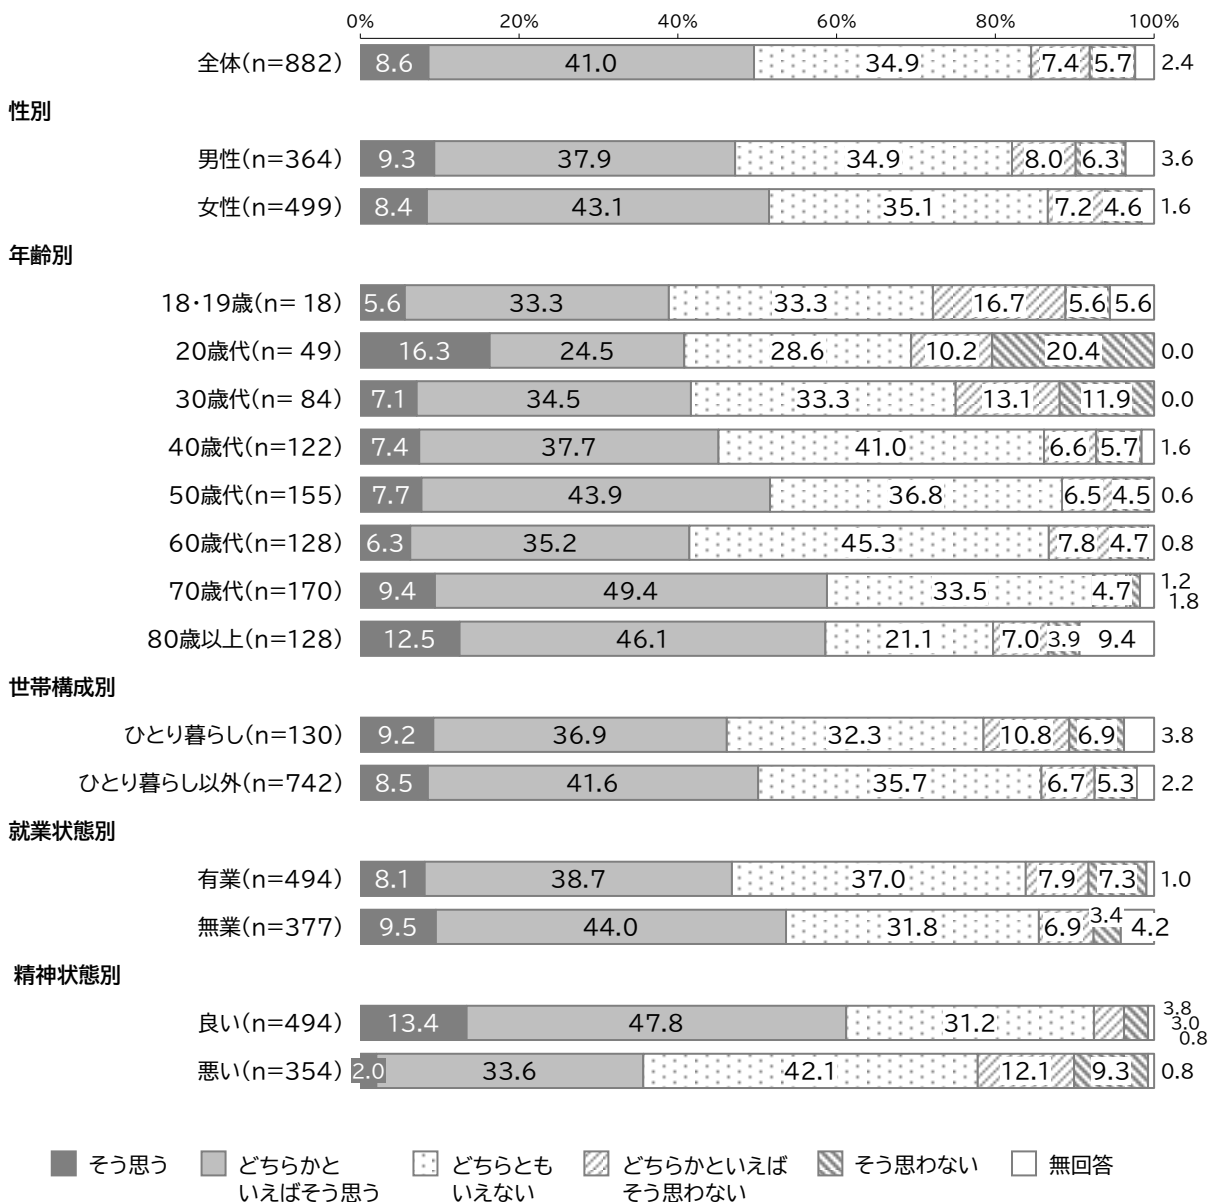 0% 20% 40% 60% 80% 100%
全体(n=882) 8.6 41.0 34.9 7.4 5.7 2.4
性別
男性(n=364) 9.3 37.9 34.9 8.0 6.3 3.6
女性(n=499) 8.4 43.1 35.1 7.2 4.6 1.6
年齢別
18・19歳(n= 18) 5.6 33.3 33.3 16.7 5.6 5.6
20歳代(n= 49) 16.3 24.5 28.6 10.2 20.4 0.0
30歳代(n= 84) 7.1 34.5 33.3 13.1 11.9 0.0
40歳代(n=122) 7.4 37.7 41.0 6.6 5.7 1.6
50歳代(n=155) 7.7 43.9 36.8 6.5 4.5 0.6
60歳代(n=128) 6.3 35.2 45.3 7.8 4.7 0.8
70歳代(n=170) 9.4 49.4 33.5 4.7 1.2
1.8
80歳以上(n=128) 12.5 46.1 21.1 7.0 3.9 9.4
世帯構成別
ひとり暮らし(n=130) 9.2 36.9 32.3 10.8 6.9 3.8
ひとり暮らし以外(n=742) 8.5 41.6 35.7 6.7 5.3 2.2
就業状態別
有業(n=494) 8.1 38.7 37.0 7.9 7.3 1.0
無業(n=377) 9.5 44.0 31.8 6.9 3.4 4.2
精神状態別
良い(n=494) 13.4 47.8 31.2 3.8
3.0
0.8
悪い(n=354) 2.0 33.6 42.1 12.1 9.3 0.8
そう思う どちらかと どちらとも どちらかといえば そう思わない 無回答
いえばそう思う いえない そう思わない